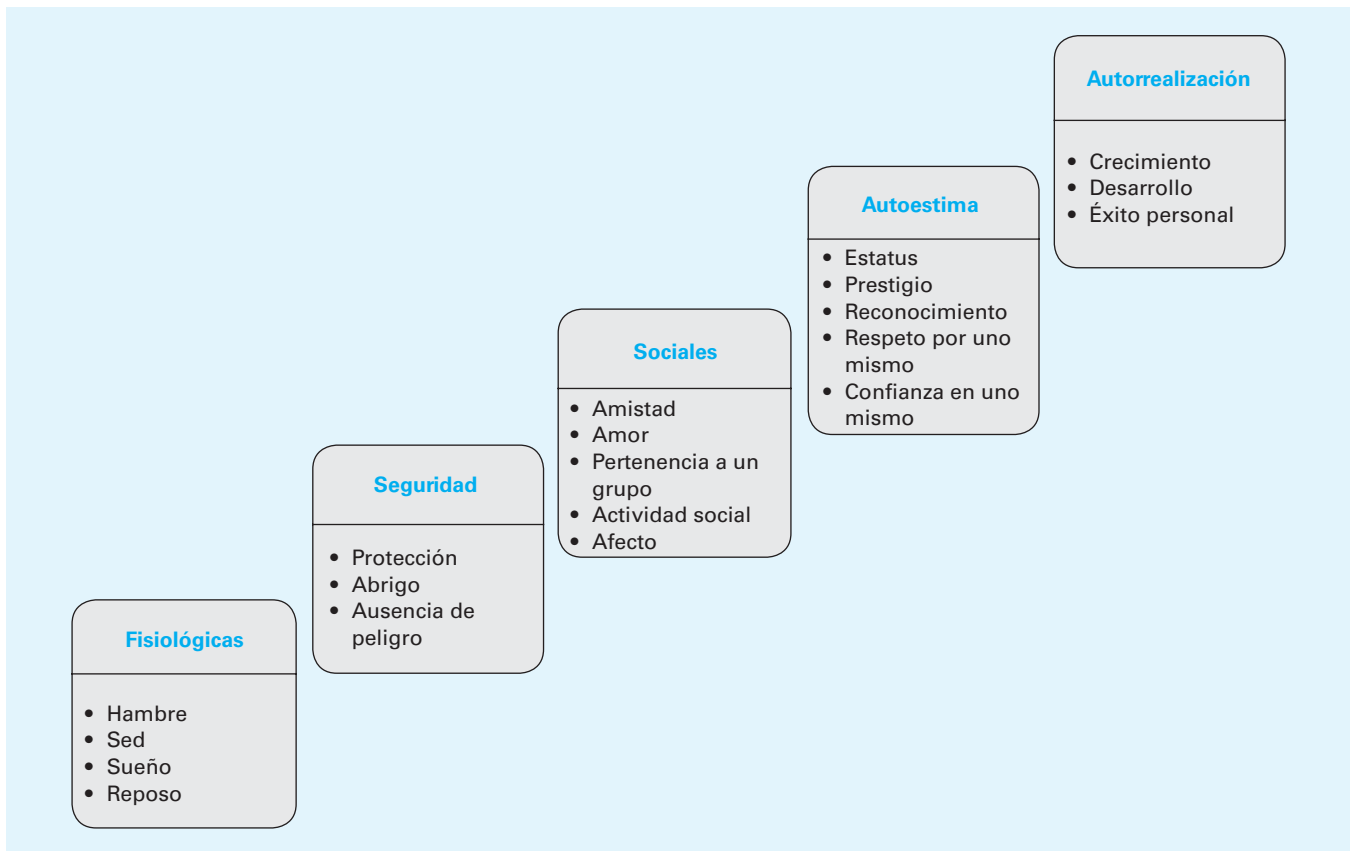 Fisiológicas
• Hambre
• Sed
• Sueño
• Reposo
Seguridad
• Protección
• Abrigo
• Ausencia de
peligro
Sociales
• Amistad
• Amor
• Pertenencia a un
grupo
• Actividad social
• Afecto
Autoestima
• Estatus
• Prestigio
• Reconocimiento
• Respeto por uno
mismo
• Confianza en uno
mismo
Autorrealización
• Crecimiento
• Desarrollo
• Éxito personal